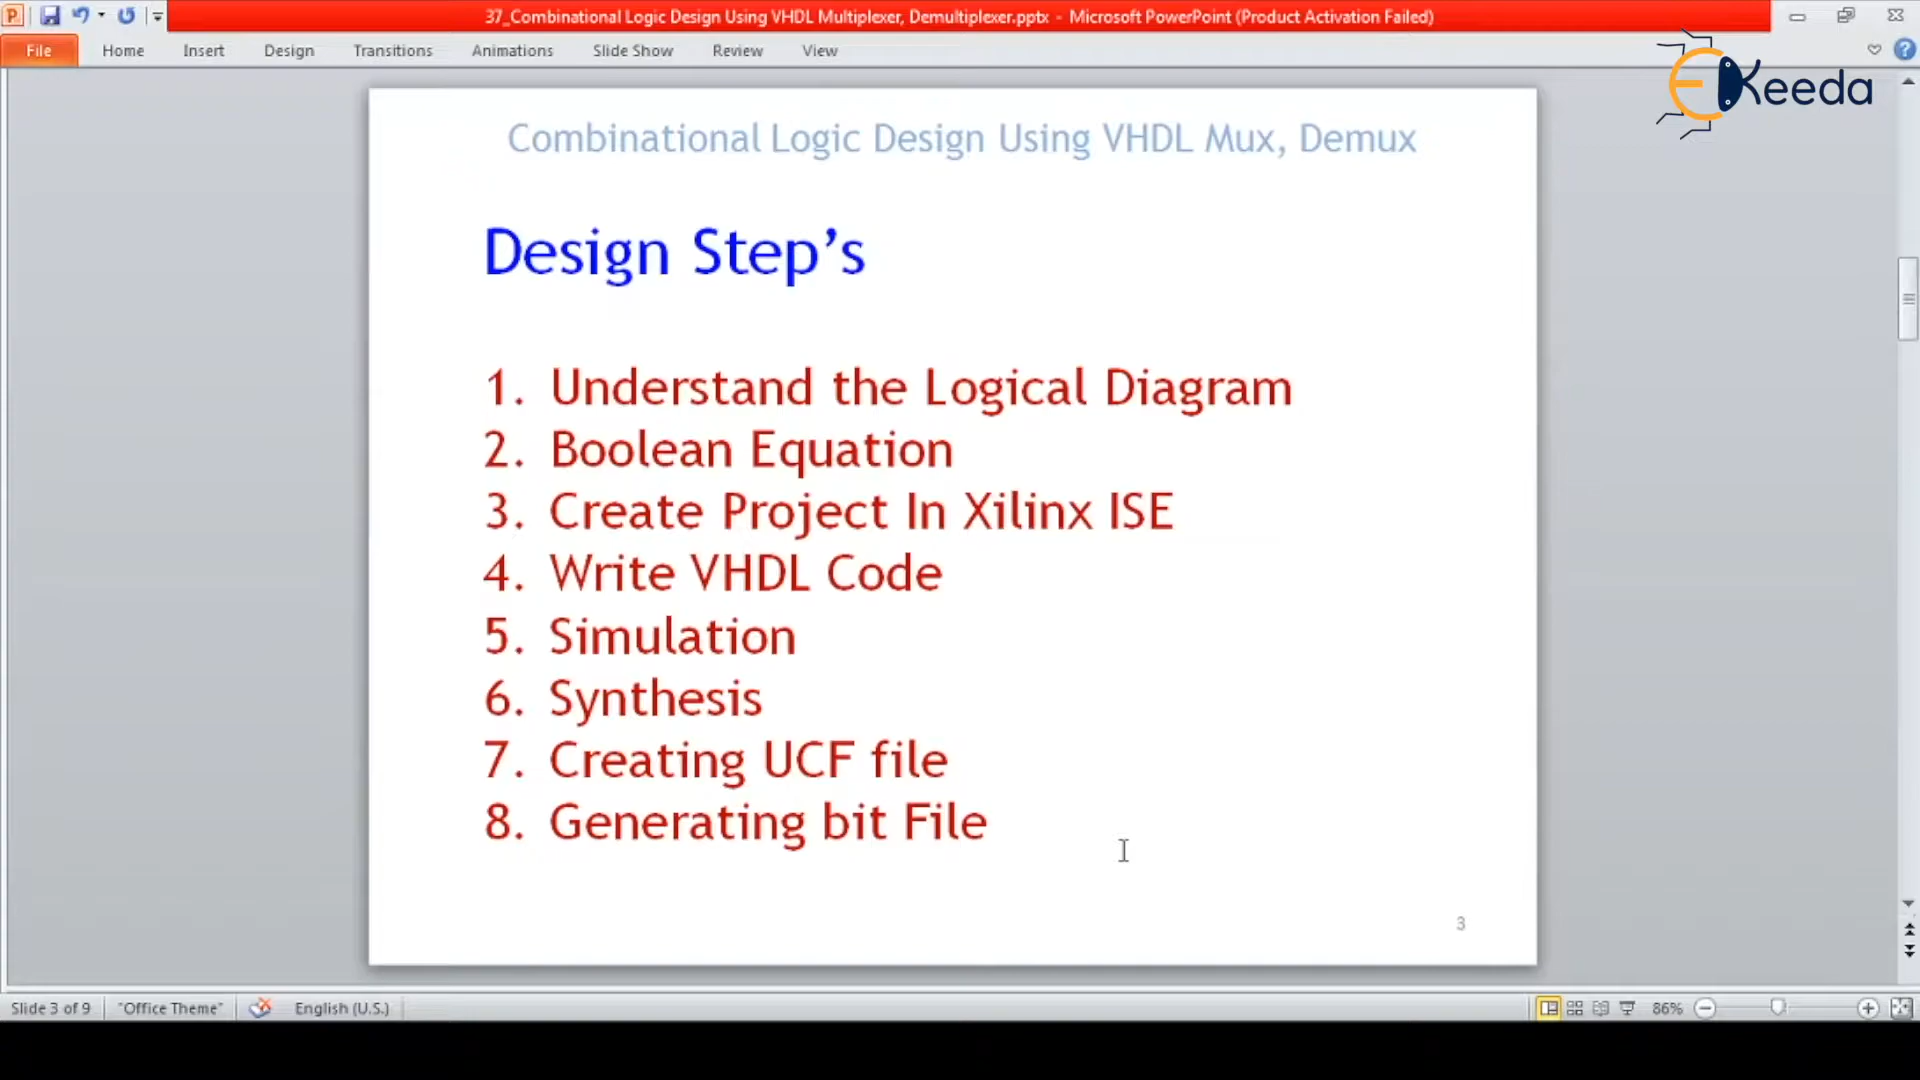 37_Combinational Logic Design Using VHDL Multiplexer, Demultiplexer.pptx - Microsoft PowerPoint (Product Activation Failed)
File Home Insert Design Transitions Animations Slide Show Review View
EKeeda
Combinational Logic Design Using VHDL Mux, Demux
Design Step’s
1. Understand the Logical Diagram
2. Boolean Equation
3. Create Project In Xilinx ISE
4. Write VHDL Code
5. Simulation
6. Synthesis
7. Creating UCF file
8. Generating bit File
3
Slide 3 of 9 "Office Theme" English (U.S.) 86%